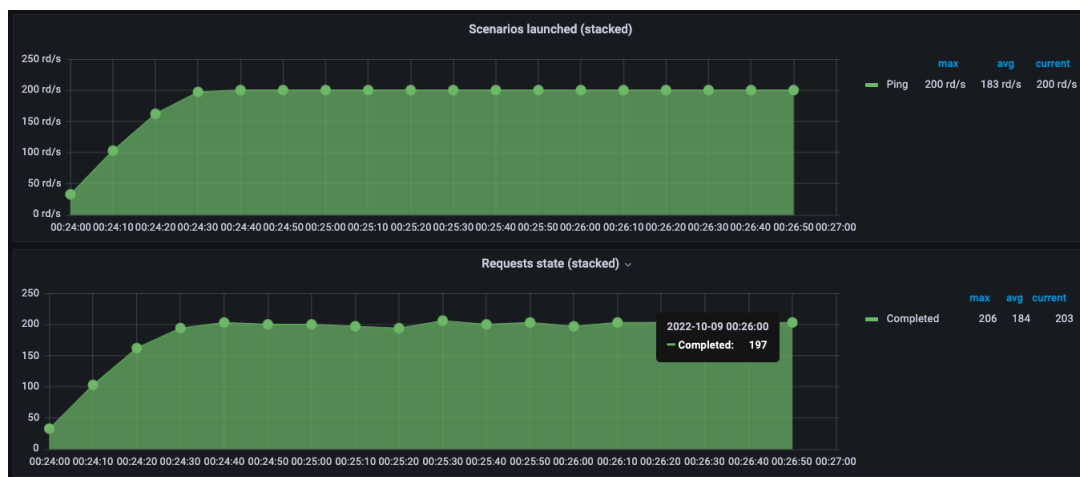 Scenarios launched (stacked)
250 rd/s
200 rd/s
150 rd/s
100 rd/s
50 rd/s
0 rd/s
00:24:00 00:24:10 00:24:20 00:24:30 00:24:40 00:24:50 00:25:00 00:25:10 00:25:20 00:25:30 00:25:40 00:25:50 00:26:00 00:26:10 00:26:20 00:26:30 00:26:40 00:26:50 00:27:00
max avg current
Ping 200 rd/s 183 rd/s 200 rd/s
Requests state (stacked)
250
200
150
100
50
0
00:24:00 00:24:10 00:24:20 00:24:30 00:24:40 00:24:50 00:25:00 00:25:10 00:25:20 00:25:30 00:25:40 00:25:50 00:26:00 00:26:10 00:26:20 00:26:30 00:26:40 00:26:50 00:27:00
2022-10-09 00:26:00
Completed: 197
max avg current
Completed 206 184 203